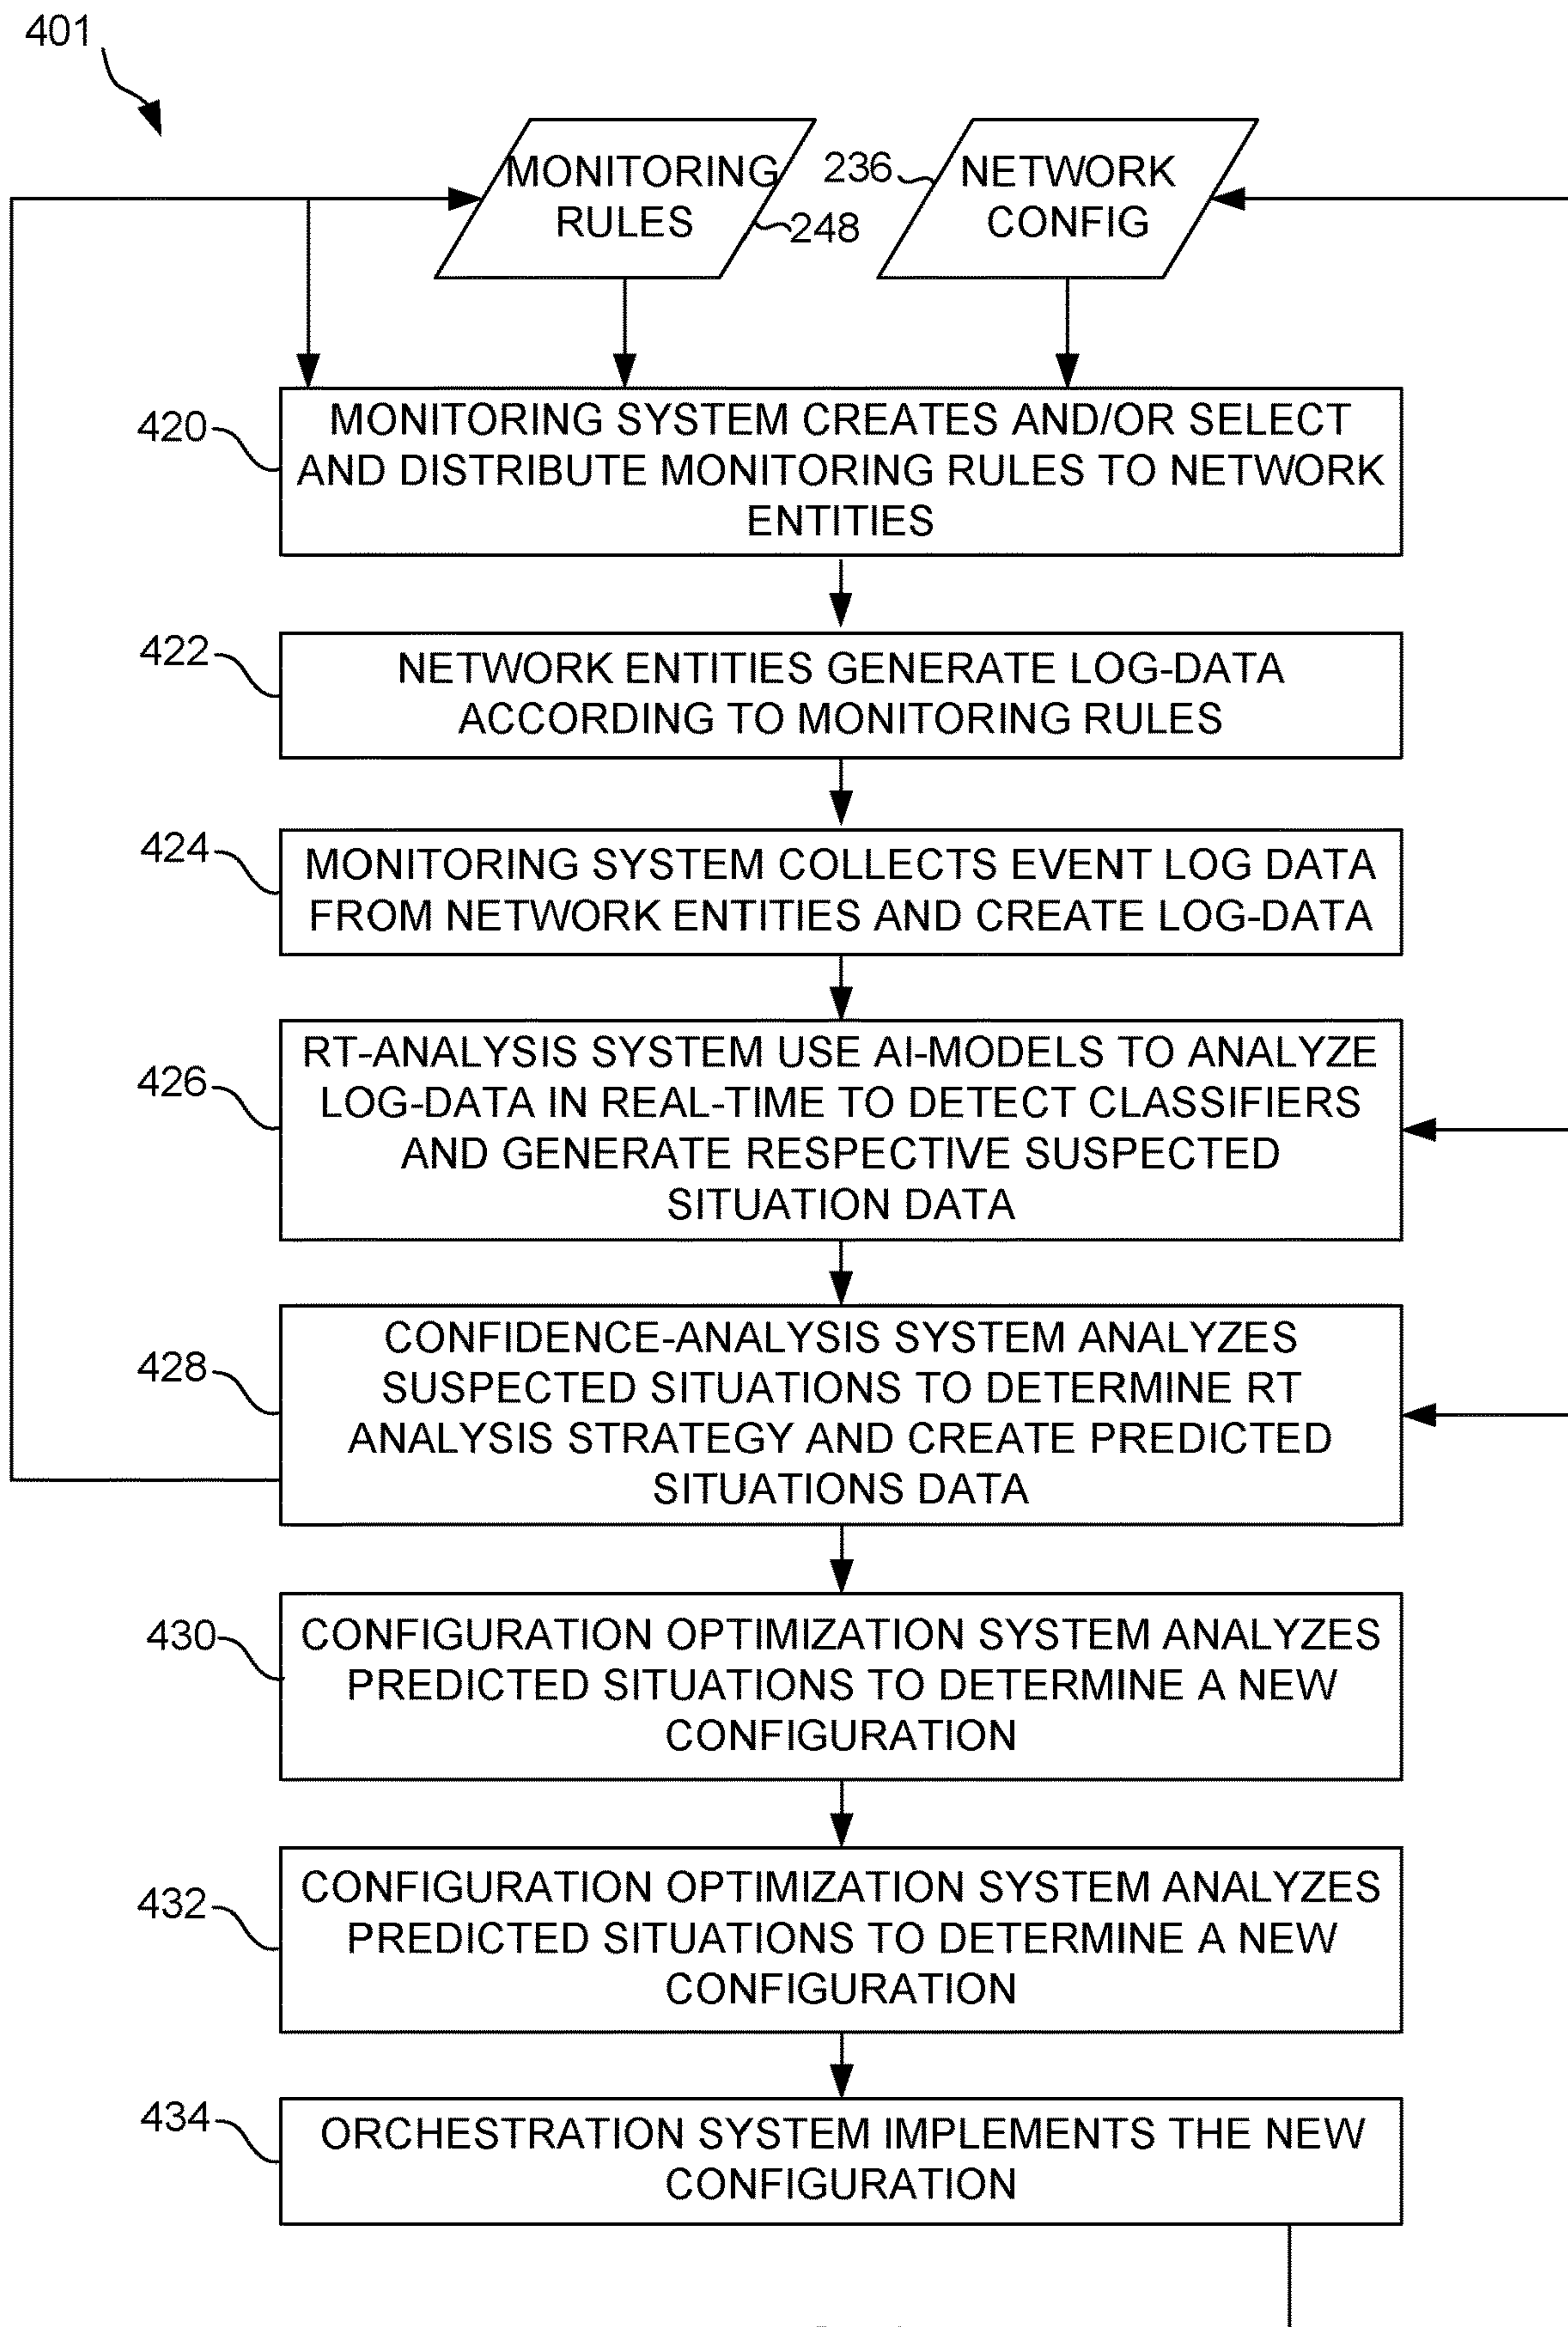 401
MONITORING
RULES
248
236
NETWORK
CONFIG
420
MONITORING SYSTEM CREATES AND/OR SELECT
AND DISTRIBUTE MONITORING RULES TO NETWORK
ENTITIES
422
NETWORK ENTITIES GENERATE LOG-DATA
ACCORDING TO MONITORING RULES
424
MONITORING SYSTEM COLLECTS EVENT LOG DATA
FROM NETWORK ENTITIES AND CREATE LOG-DATA
426
RT-ANALYSIS SYSTEM USE AI-MODELS TO ANALYZE
LOG-DATA IN REAL-TIME TO DETECT CLASSIFIERS
AND GENERATE RESPECTIVE SUSPECTED
SITUATION DATA
428
CONFIDENCE-ANALYSIS SYSTEM ANALYZES
SUSPECTED SITUATIONS TO DETERMINE RT
ANALYSIS STRATEGY AND CREATE PREDICTED
SITUATIONS DATA
430
CONFIGURATION OPTIMIZATION SYSTEM ANALYZES
PREDICTED SITUATIONS TO DETERMINE A NEW
CONFIGURATION
432
CONFIGURATION OPTIMIZATION SYSTEM ANALYZES
PREDICTED SITUATIONS TO DETERMINE A NEW
CONFIGURATION
434
ORCHESTRATION SYSTEM IMPLEMENTS THE NEW
CONFIGURATION